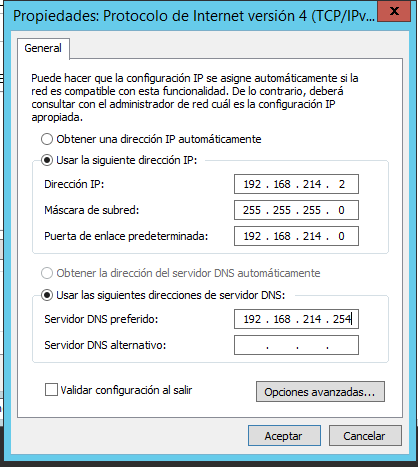 Propiedades: Protocolo de Internet versión 4 (TCP/IPv...
General
Puede hacer que la configuración IP se asigne automáticamente si la
red es compatible con esta funcionalidad. De lo contrario, deberá
consultar con el administrador de red cuál es la configuración IP
apropiada.
Obtener una dirección IP automáticamente
Usar la siguiente dirección IP:
Dirección IP: 192 . 168 . 214 . 2
Máscara de subred: 255 . 255 . 255 . 0
Puerta de enlace predeterminada: 192 . 168 . 214 . 0
Obtener la dirección del servidor DNS automáticamente
Usar las siguientes direcciones de servidor DNS:
Servidor DNS preferido: 192 . 168 . 214 . 254
Servidor DNS alternativo: . . .
Validar configuración al salir
Opciones avanzadas...
Aceptar Cancelar